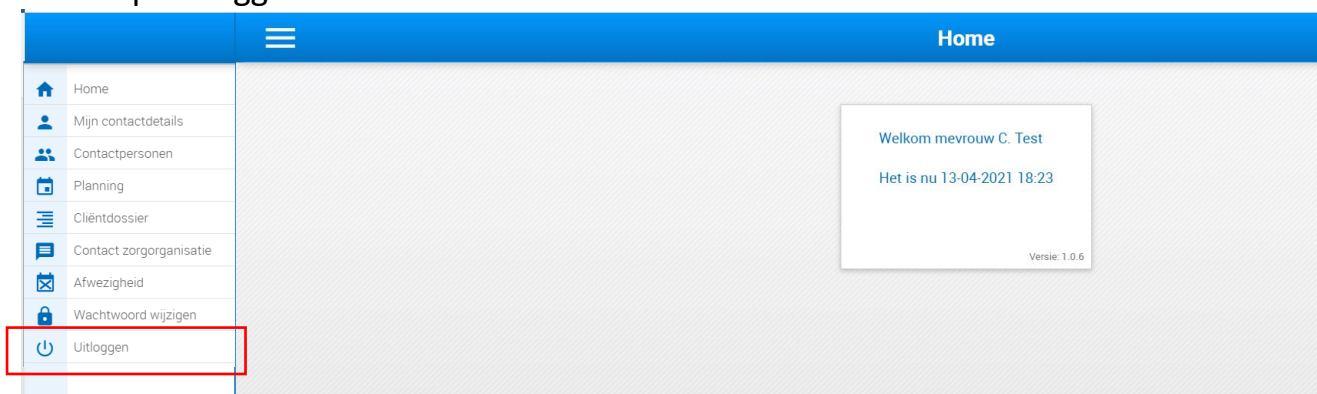 Home
Home
Mijn contactdetails
Contactpersonen
Planning
Cliëntdossier
Contact zorgorganisatie
Afwezigheid
Wachtwoord wijzigen
Uitloggen
Welkom mevrouw C. Test
Het is nu 13-04-2021 18:23
Versie: 1.0.6